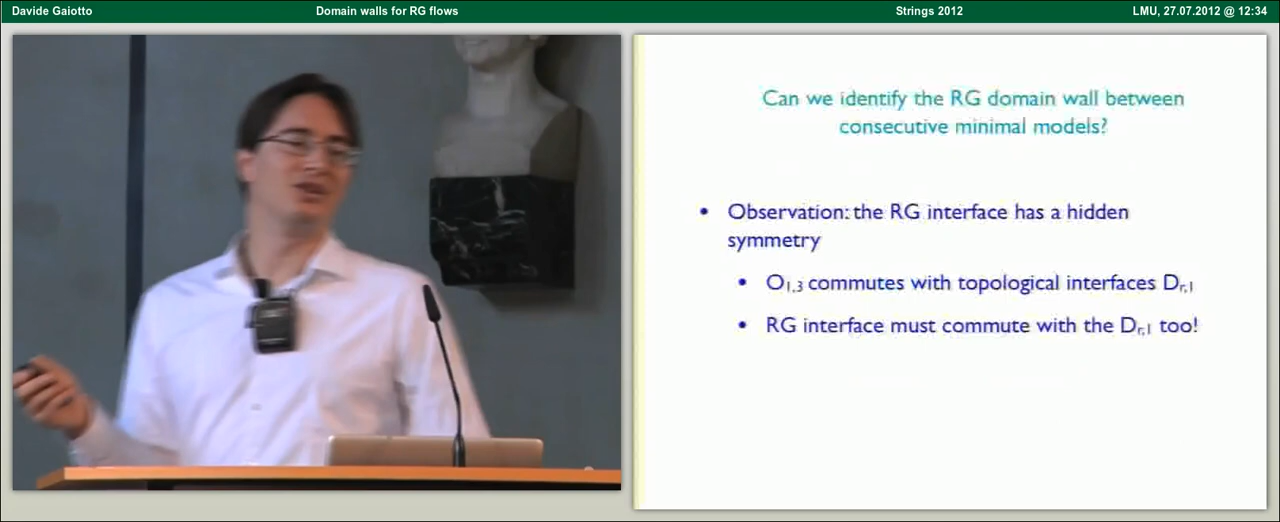 Davide Gaiotto Domain walls for RG flows Strings 2012 LMU, 27.07.2012 @ 12:34
Can we identify the RG domain wall between
consecutive minimal models?
• Observation: the RG interface has a hidden
symmetry
• O1,3 commutes with topological interfaces Dr,1
• RG interface must commute with the Dr,1 too!